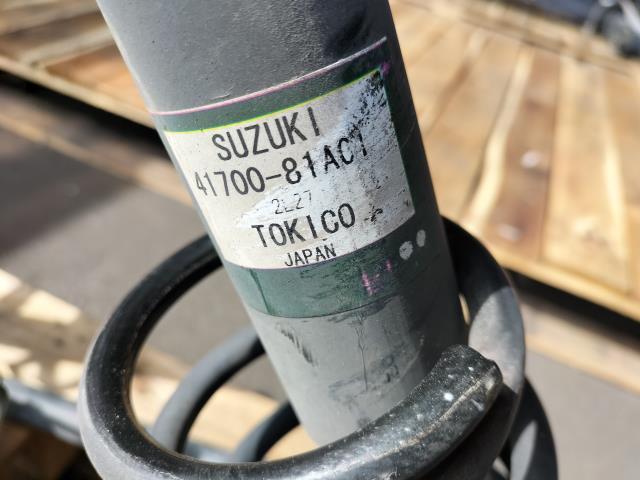 SUZUKI
41700-81AC1
2L27
TOKICO
JAPAN